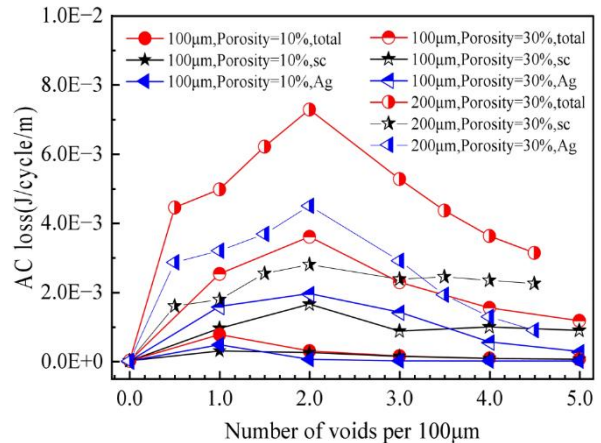 1.0E-2
8.0E-3
6.0E-3
4.0E-3
2.0E-3
0.0E+0
AC loss(J/cycle/m)
100μm,Porosity=10%,total
100μm,Porosity=10%,sc
100μm,Porosity=10%,Ag
100μm,Porosity=30%,total
100μm,Porosity=30%,sc
100μm,Porosity=30%,Ag
200μm,Porosity=30%,total
200μm,Porosity=30%,sc
200μm,Porosity=30%,Ag
0.0 1.0 2.0 3.0 4.0 5.0
Number of voids per 100μm